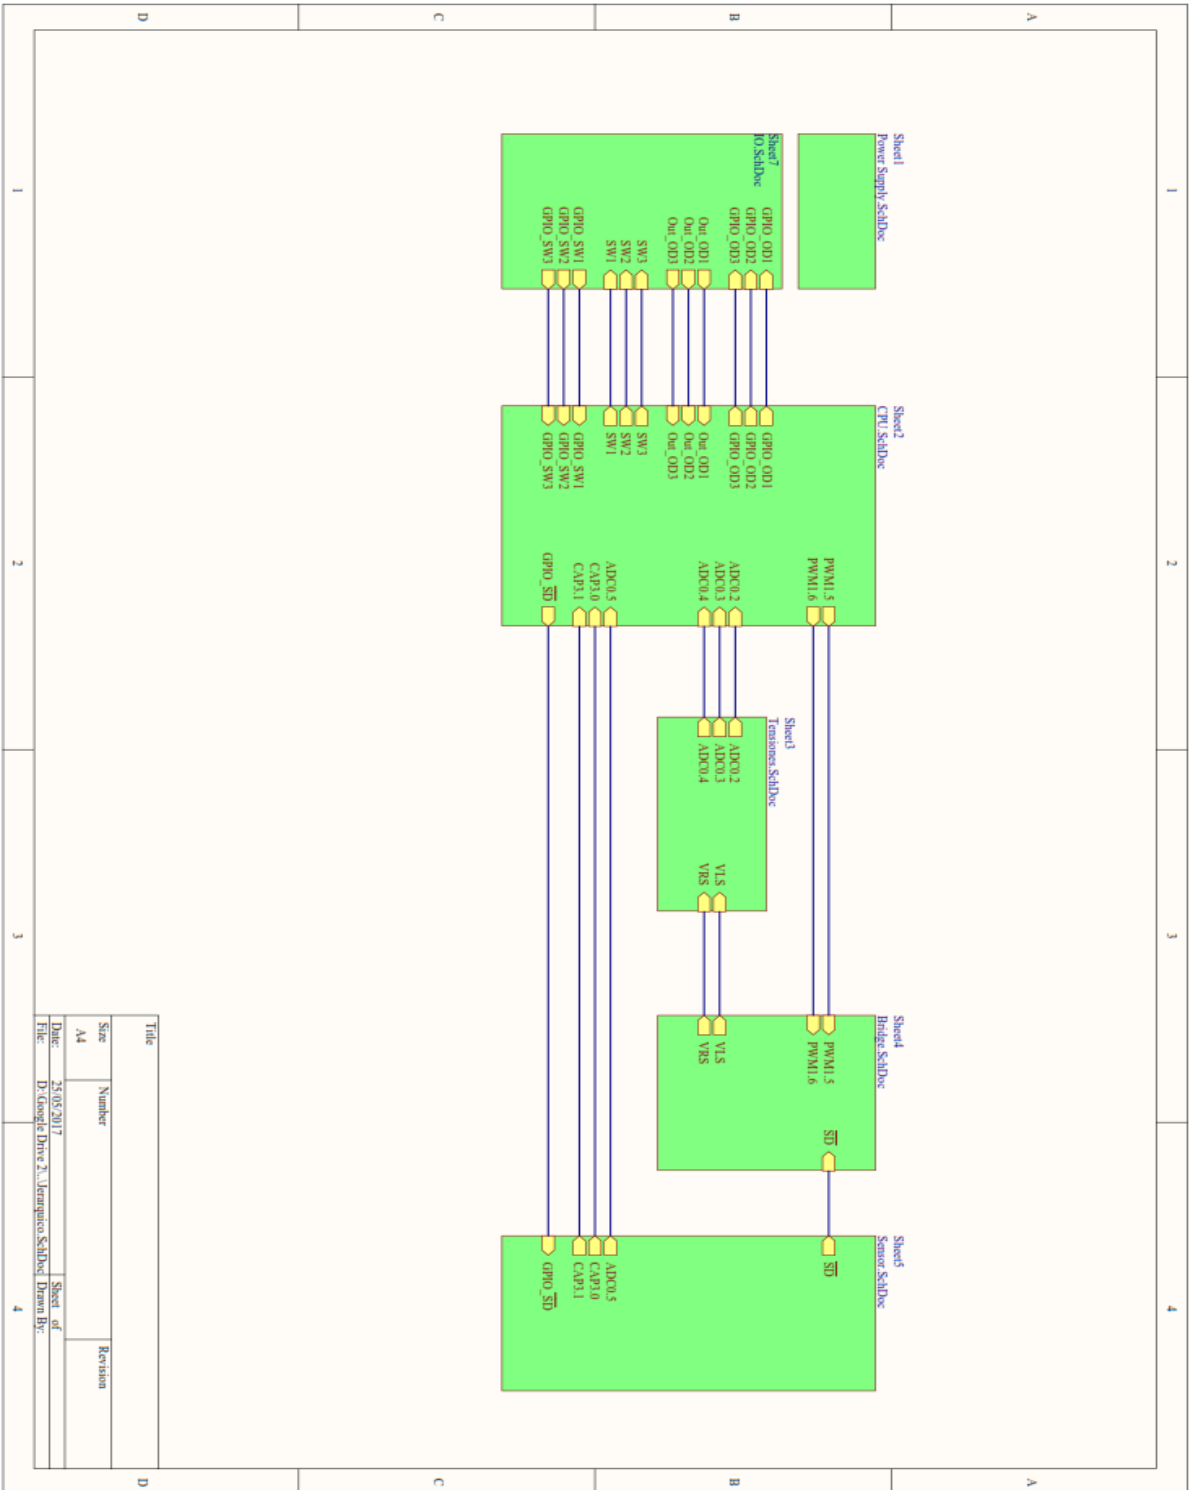 1
2
3
4
A
A
B
B
C
C
D
D
Sheet1
Power Supply.SchDoc
Sheet7
IO.SchDoc
GPIO_OD1
GPIO_OD2
GPIO_OD3
Out_OD1
Out_OD2
Out_OD3
SW3
SW2
SW1
GPIO_SW1
GPIO_SW2
GPIO_SW3
Sheet2
CPU.SchDoc
GPIO_OD1
GPIO_OD2
GPIO_OD3
Out_OD1
Out_OD2
Out_OD3
SW3
SW2
SW1
GPIO_SW1
GPIO_SW2
GPIO_SW3
PWM1.5
PWM1.6
ADC0.2
ADC0.3
ADC0.4
ADC0.5
CAP3.0
CAP3.1
GPIO_SD
Sheet3
Tensiones.SchDoc
ADC0.2
ADC0.3
ADC0.4
VLS
VRS
Sheet4
Bridge.SchDoc
PWM1.5
PWM1.6
VLS
VRS
SD
Sheet5
Sensor.SchDoc
SD
ADC0.5
CAP3.0
CAP3.1
GPIO_SD
Title
Size Number Revision
A4
Date: 25/05/2017 Sheet of
File: D:\Google Drive 2\..\Jerarquico.SchDoc Drawn By:
1
2
3
4